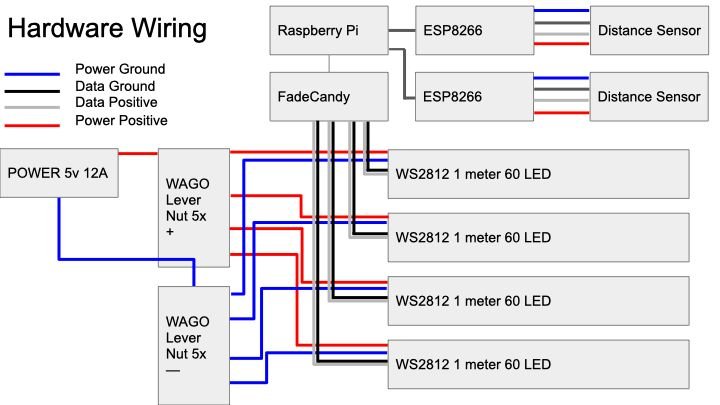 Hardware Wiring
Power Ground
Data Ground
Data Positive
Power Positive
Raspberry Pi
ESP8266
Distance Sensor
FadeCandy
ESP8266
Distance Sensor
POWER 5v 12A
WAGO
Lever
Nut 5x
+
WS2812 1 meter 60 LED
WS2812 1 meter 60 LED
WS2812 1 meter 60 LED
WAGO
Lever
Nut 5x
—
WS2812 1 meter 60 LED